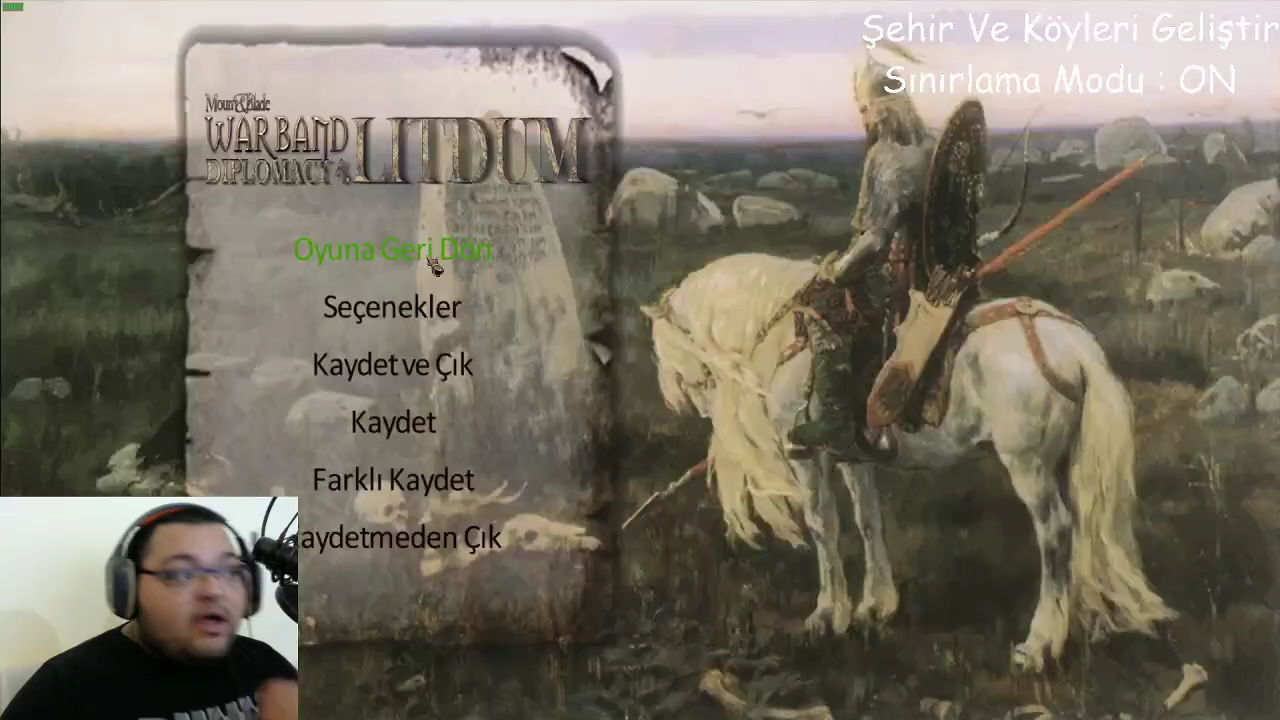 Şehir Ve Köyleri Geliştir
Sınırlama Modu : ON
Mount&Blade
WARBAND
DIPLOMACY 4. LITDUM
Oyuna Geri Dön
Seçenekler
Kaydet ve Çık
Kaydet
Farklı Kaydet
aydetmeden Çık